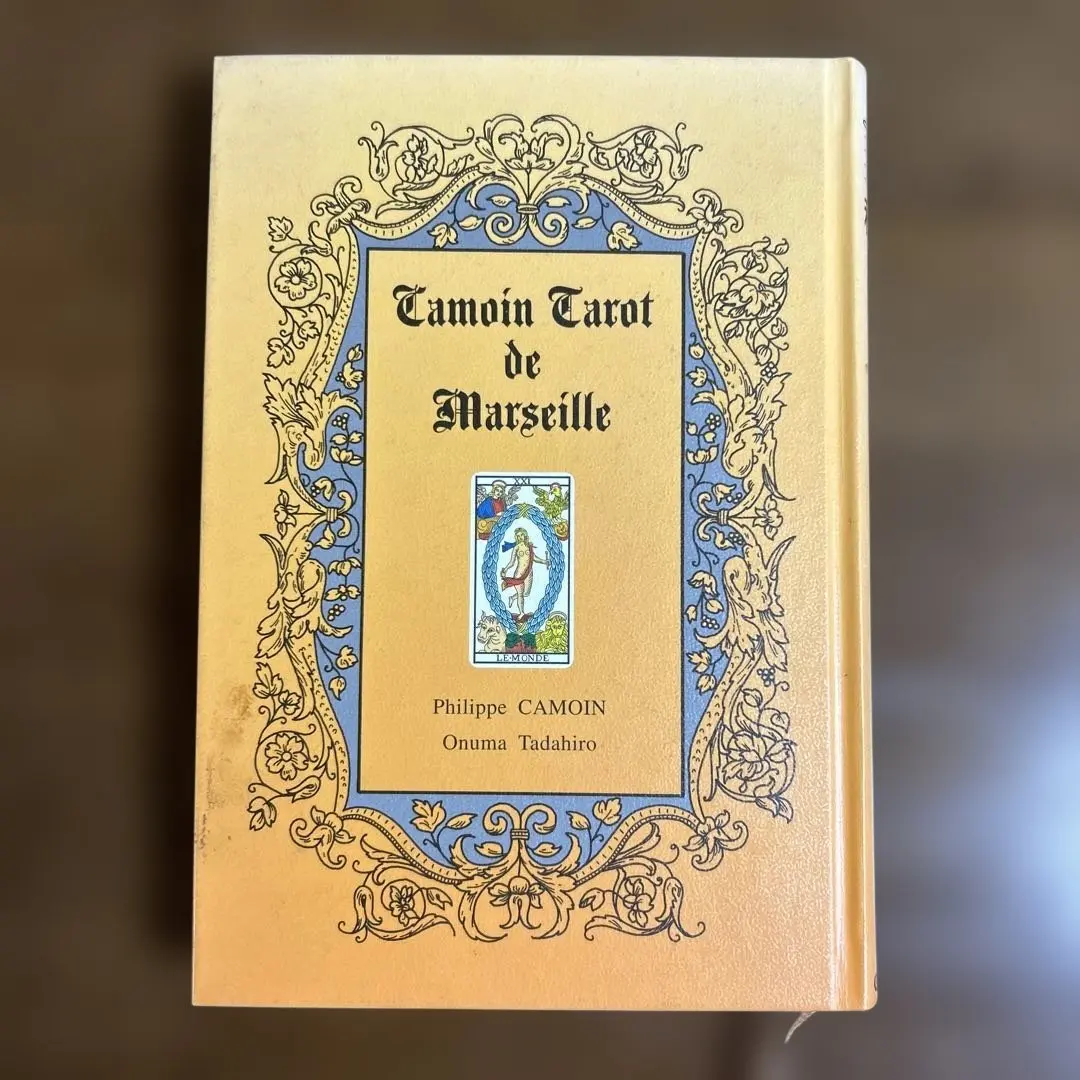 Camoin Tarot
de
Marseille
XXI
LE·MONDE
Philippe CAMOIN
Onuma Tadahiro